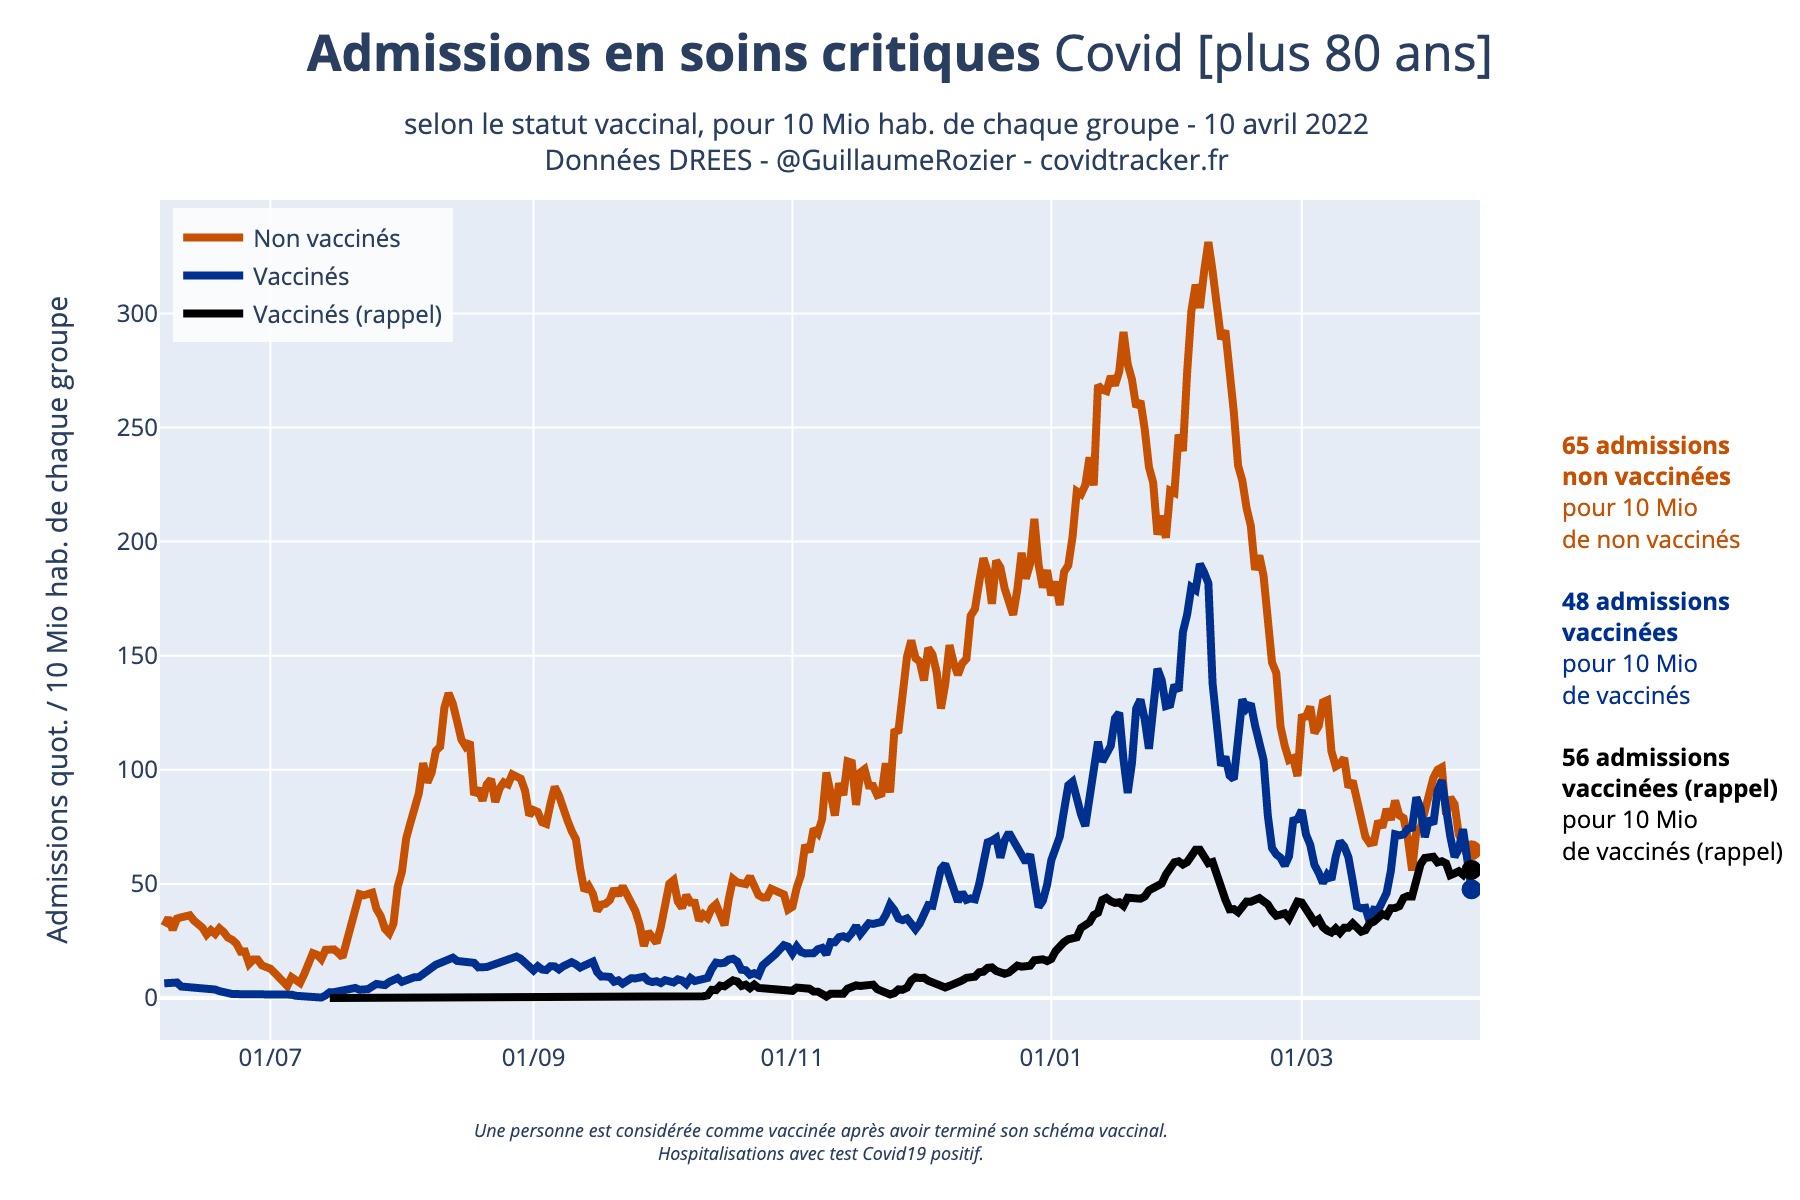 Admissions en soins critiques Covid [plus 80 ans]
selon le statut vaccinal, pour 10 Mio hab. de chaque groupe - 10 avril 2022
Données DREES - @GuillaumeRozier - covidtracker.fr
Non vaccinés
Vaccinés
Vaccinés (rappel)
Admissions quot. / 10 Mio hab. de chaque groupe
300
250
200
150
100
50
0
01/07
01/09
01/11
01/01
01/03
65 admissions
non vaccinées
pour 10 Mio
de non vaccinés
48 admissions
vaccinées
pour 10 Mio
de vaccinés
56 admissions
vaccinées (rappel)
pour 10 Mio
de vaccinés (rappel)
Une personne est considérée comme vaccinée après avoir terminé son schéma vaccinal.
Hospitalisations avec test Covid19 positif.